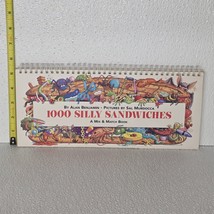 By Alan Benjamin • Pictures by Sal Murdocca
1000 SILLY SANDWICHES
A Mix & Match Book